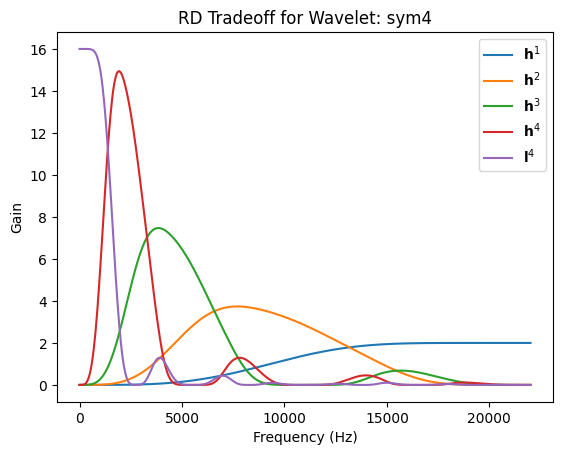 RD Tradeoff for Wavelet: sym4
Gain
16
14
12
10
8
6
4
2
0
h¹
h²
h³
h⁴
l⁴
0
5000
10000
15000
20000
Frequency (Hz)